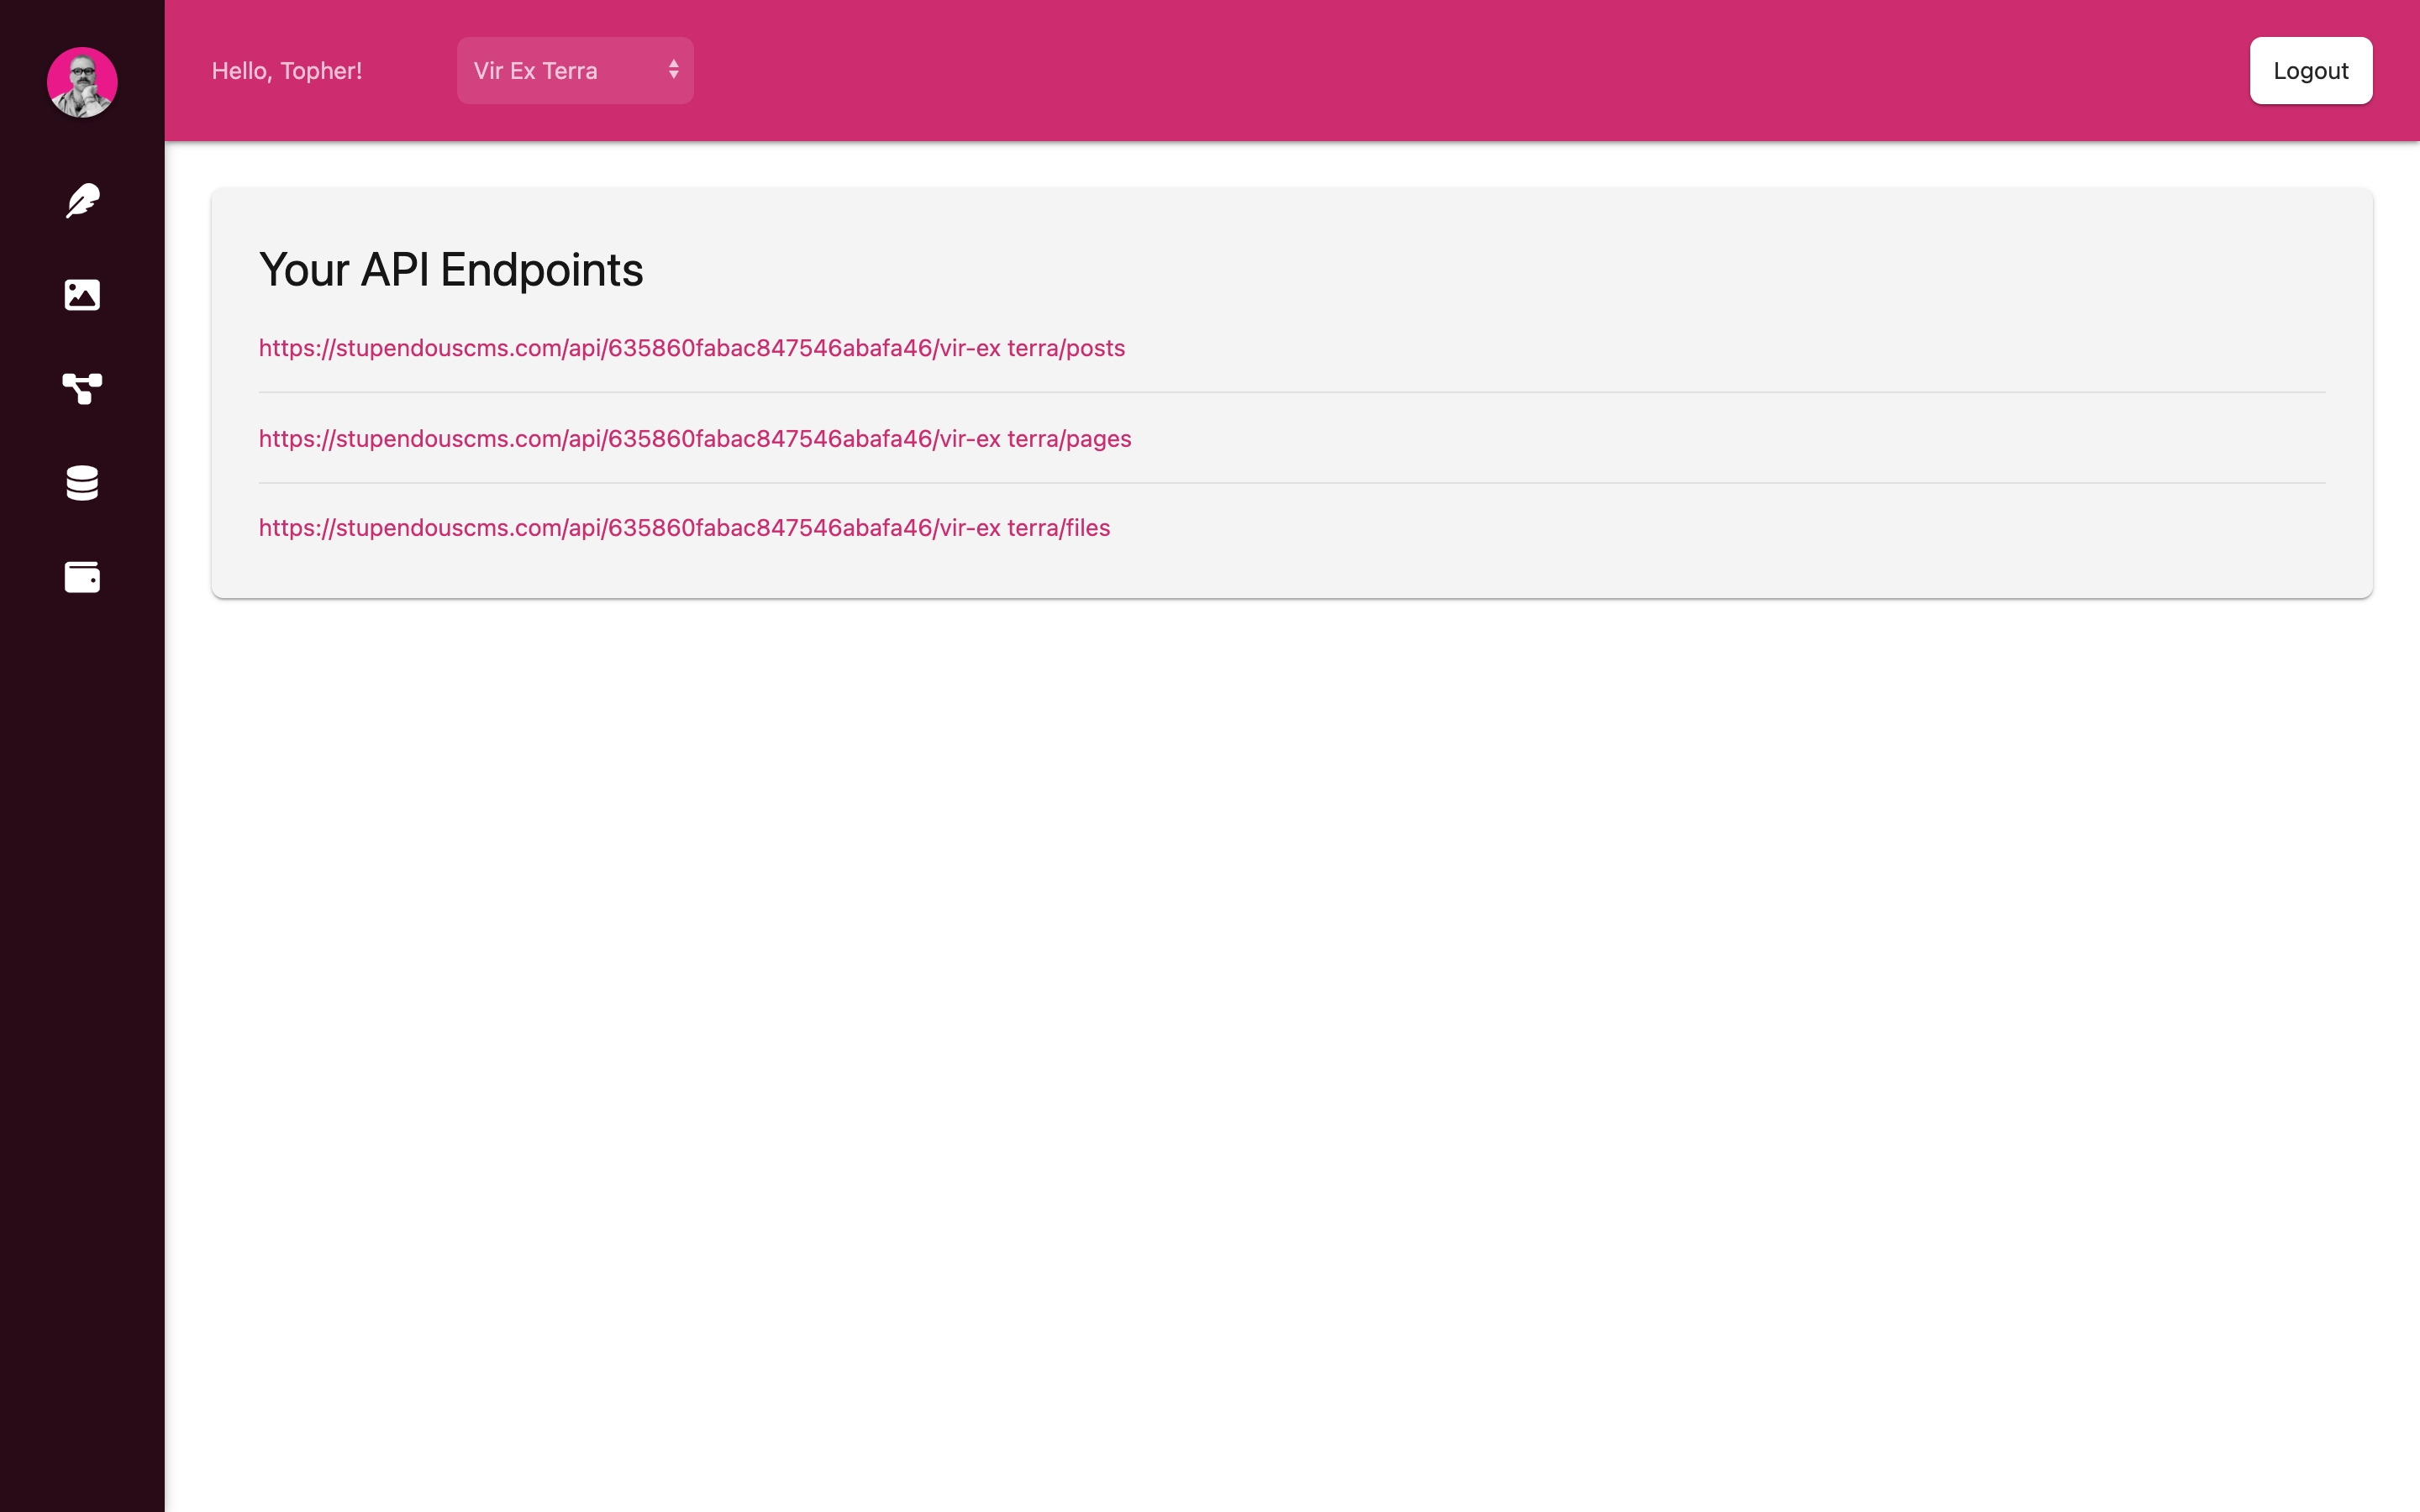 Hello, Topher!
Vir Ex Terra
Logout
Your API Endpoints
https://stupendouscms.com/api/635860fabac847546abafa46/vir-ex terra/posts
https://stupendouscms.com/api/635860fabac847546abafa46/vir-ex terra/pages
https://stupendouscms.com/api/635860fabac847546abafa46/vir-ex terra/files